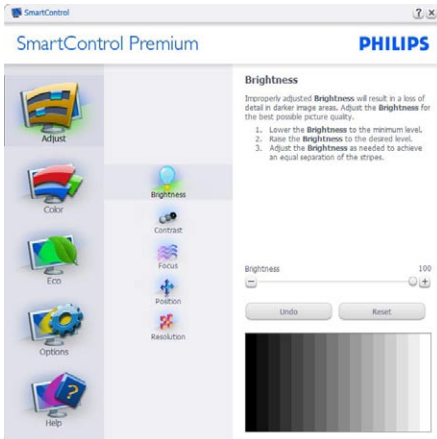 SmartControl
SmartControl Premium
PHILIPS
Adjust
Color
Eco
Options
Help
Brightness
Contrast
Focus
Position
Resolution
Brightness
Improperly adjusted Brightness will result in a loss of
detail in darker image areas. Adjust the Brightness for
the best possible picture quality.
1. Lower the Brightness to the minimum level.
2. Raise the Brightness to the desired level.
3. Adjust the Brightness as needed to achieve
an equal separation of the stripes.
Brightness 100
Undo Reset